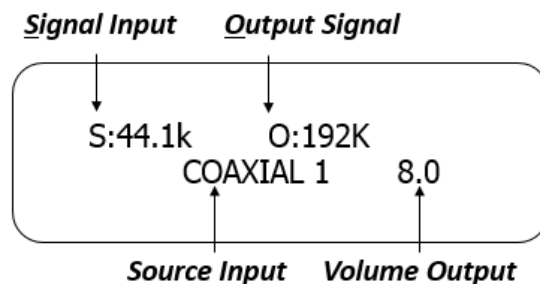 Signal Input Output Signal
S:44.1k O:192K
COAXIAL 1 8.0
Source Input Volume Output